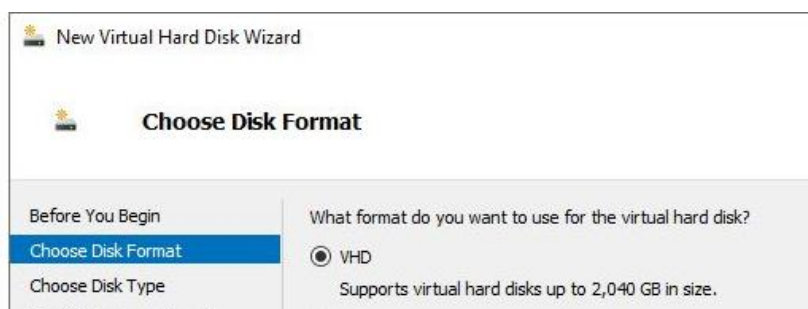 New Virtual Hard Disk Wizard
Choose Disk Format
Before You Begin
What format do you want to use for the virtual hard disk?
Choose Disk Format
VHD
Choose Disk Type
Supports virtual hard disks up to 2,040 GB in size.